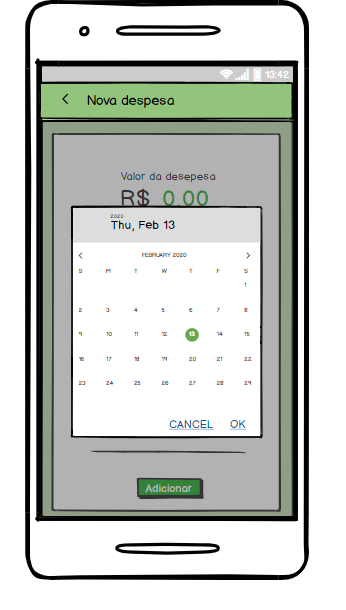 13:42
Nova despesa
Valor da desepesa
R$ 0,00
2020
Thu, Feb 13
FEBRUARY 2020
S M T W T F S
1
2 3 4 5 6 7 8
9 10 11 12 13 14 15
16 17 18 19 20 21 22
23 24 25 26 27 28 29
CANCEL OK
Adicionar